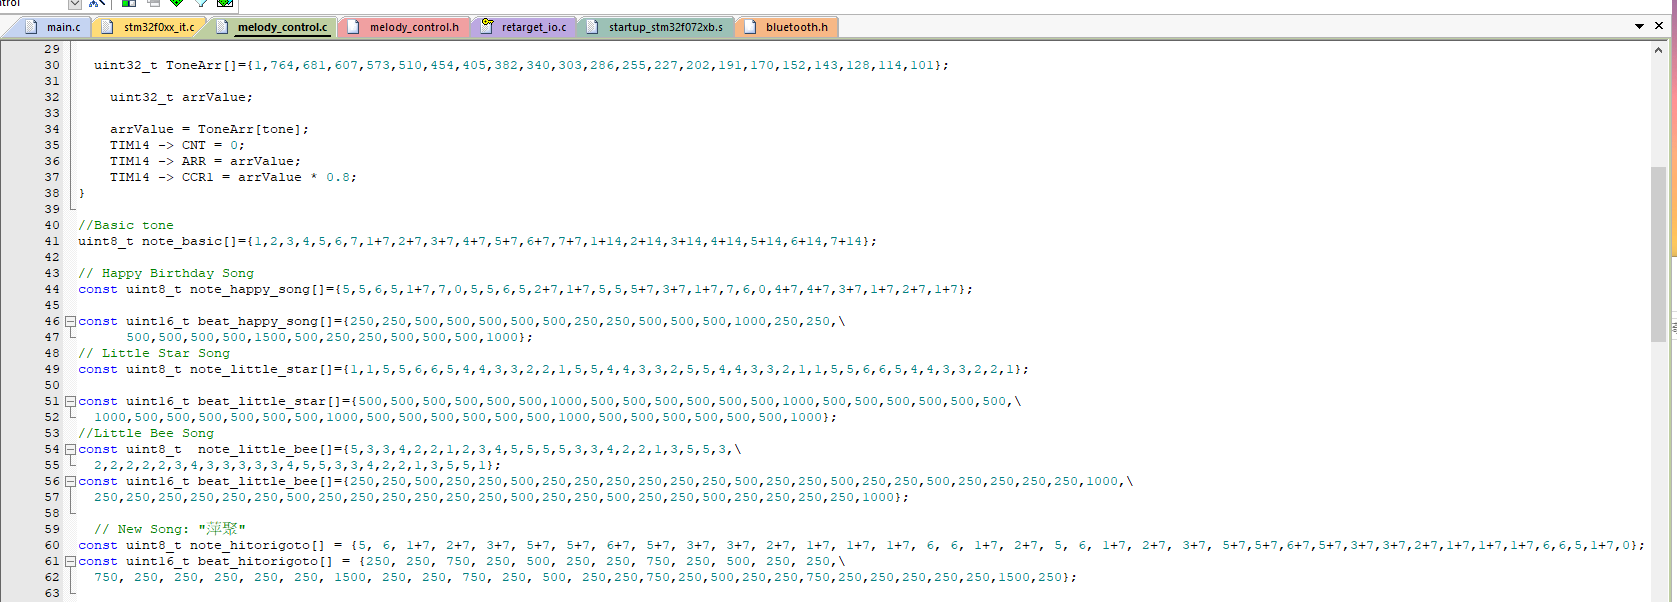 ntrol
main.c stm32f0xx_it.c melody_control.c melody_control.h retarget_io.c startup_stm32f072xb.s bluetooth.h
29
30 uint32_t ToneArr[]={1,764,681,607,573,510,454,405,382,340,303,286,255,227,202,191,170,152,143,128,114,101};
31
32 uint32_t arrValue;
33
34 arrValue = ToneArr[tone];
35 TIM14 -> CNT = 0;
36 TIM14 -> ARR = arrValue;
37 TIM14 -> CCR1 = arrValue * 0.8;
38 }
39
40 //Basic tone
41 uint8_t note_basic[]={1,2,3,4,5,6,7,1+7,2+7,3+7,4+7,5+7,6+7,7+7,1+14,2+14,3+14,4+14,5+14,6+14,7+14};
42
43 // Happy Birthday Song
44 const uint8_t note_happy_song[]={5,5,6,5,1+7,7,0,5,5,6,5,2+7,1+7,5,5,5+7,3+7,1+7,7,6,0,4+7,4+7,3+7,1+7,2+7,1+7};
45
46 const uint16_t beat_happy_song[]={250,250,500,500,500,500,500,250,250,500,500,500,1000,250,250,\
47 500,500,500,500,1500,500,250,250,500,500,500,1000};
48 // Little Star Song
49 const uint8_t note_little_star[]={1,1,5,5,6,6,5,4,4,3,3,2,2,1,5,5,4,4,3,3,2,5,5,4,4,3,3,2,1,1,5,5,6,6,5,4,4,3,3,2,2,1};
50
51 const uint16_t beat_little_star[]={500,500,500,500,500,500,1000,500,500,500,500,500,500,1000,500,500,500,500,500,500,\
52 1000,500,500,500,500,500,500,1000,500,500,500,500,500,500,1000,500,500,500,500,500,500,1000};
53 //Little Bee Song
54 const uint8_t  note_little_bee[]={5,3,3,4,2,2,1,2,3,4,5,5,5,5,3,3,4,2,2,1,3,5,5,3,\
55 2,2,2,2,2,3,4,3,3,3,3,3,4,5,5,3,3,4,2,2,1,3,5,5,1};
56 const uint16_t beat_little_bee[]={250,250,500,250,250,500,250,250,250,250,250,250,500,250,250,500,250,250,500,250,250,250,250,1000,\
57 250,250,250,250,250,250,500,250,250,250,250,250,250,500,250,250,500,250,250,500,250,250,250,250,1000};
58
59 // New Song: "萍聚"
60 const uint8_t note_hitorigoto[] = {5, 6, 1+7, 2+7, 3+7, 5+7, 5+7, 6+7, 5+7, 3+7, 3+7, 2+7, 1+7, 1+7, 1+7, 6, 6, 1+7, 2+7, 5, 6, 1+7, 2+7, 3+7, 5+7,5+7,6+7,5+7,3+7,3+7,2+7,1+7,1+7,1+7,6,6,5,1+7,0};
61 const uint16_t beat_hitorigoto[] = {250, 250, 750, 250, 500, 250, 250, 750, 250, 500, 250, 250,\
62 750, 250, 250, 250, 250, 250, 1500, 250, 250, 750, 250, 500, 250,250,750,250,500,250,250,750,250,250,250,250,250,1500,250};
63